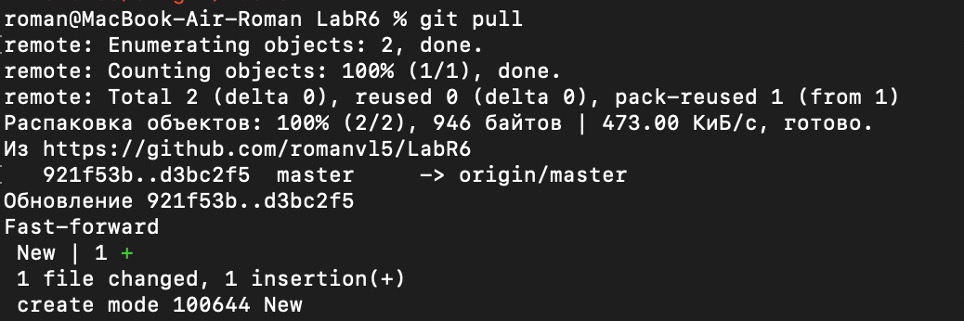 roman@MacBook-Air-Roman LabR6 % git pull
remote: Enumerating objects: 2, done.
remote: Counting objects: 100% (1/1), done.
remote: Total 2 (delta 0), reused 0 (delta 0), pack-reused 1 (from 1)
Распаковка объектов: 100% (2/2), 946 байтов | 473.00 КиБ/с, готово.
Из https://github.com/romanvl5/LabR6
   921f53b..d3bc2f5  master     -> origin/master
Обновление 921f53b..d3bc2f5
Fast-forward
 New | 1 +
 1 file changed, 1 insertion(+)
 create mode 100644 New